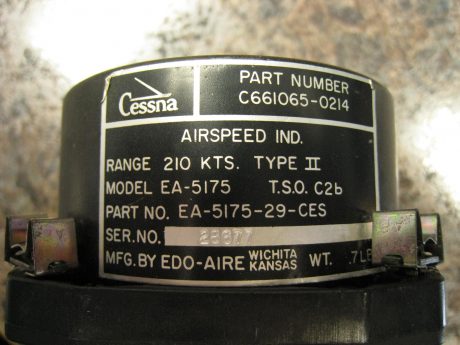 Cessna
PART NUMBER
C661065-0214
AIRSPEED IND.
RANGE 210 KTS. TYPE II
MODEL EA-5175 T.S.O. C2b
PART NO. EA-5175-29-CES
SER.NO.
MFG. BY EDO-AIRE WICHITA KANSAS WT. .7LB